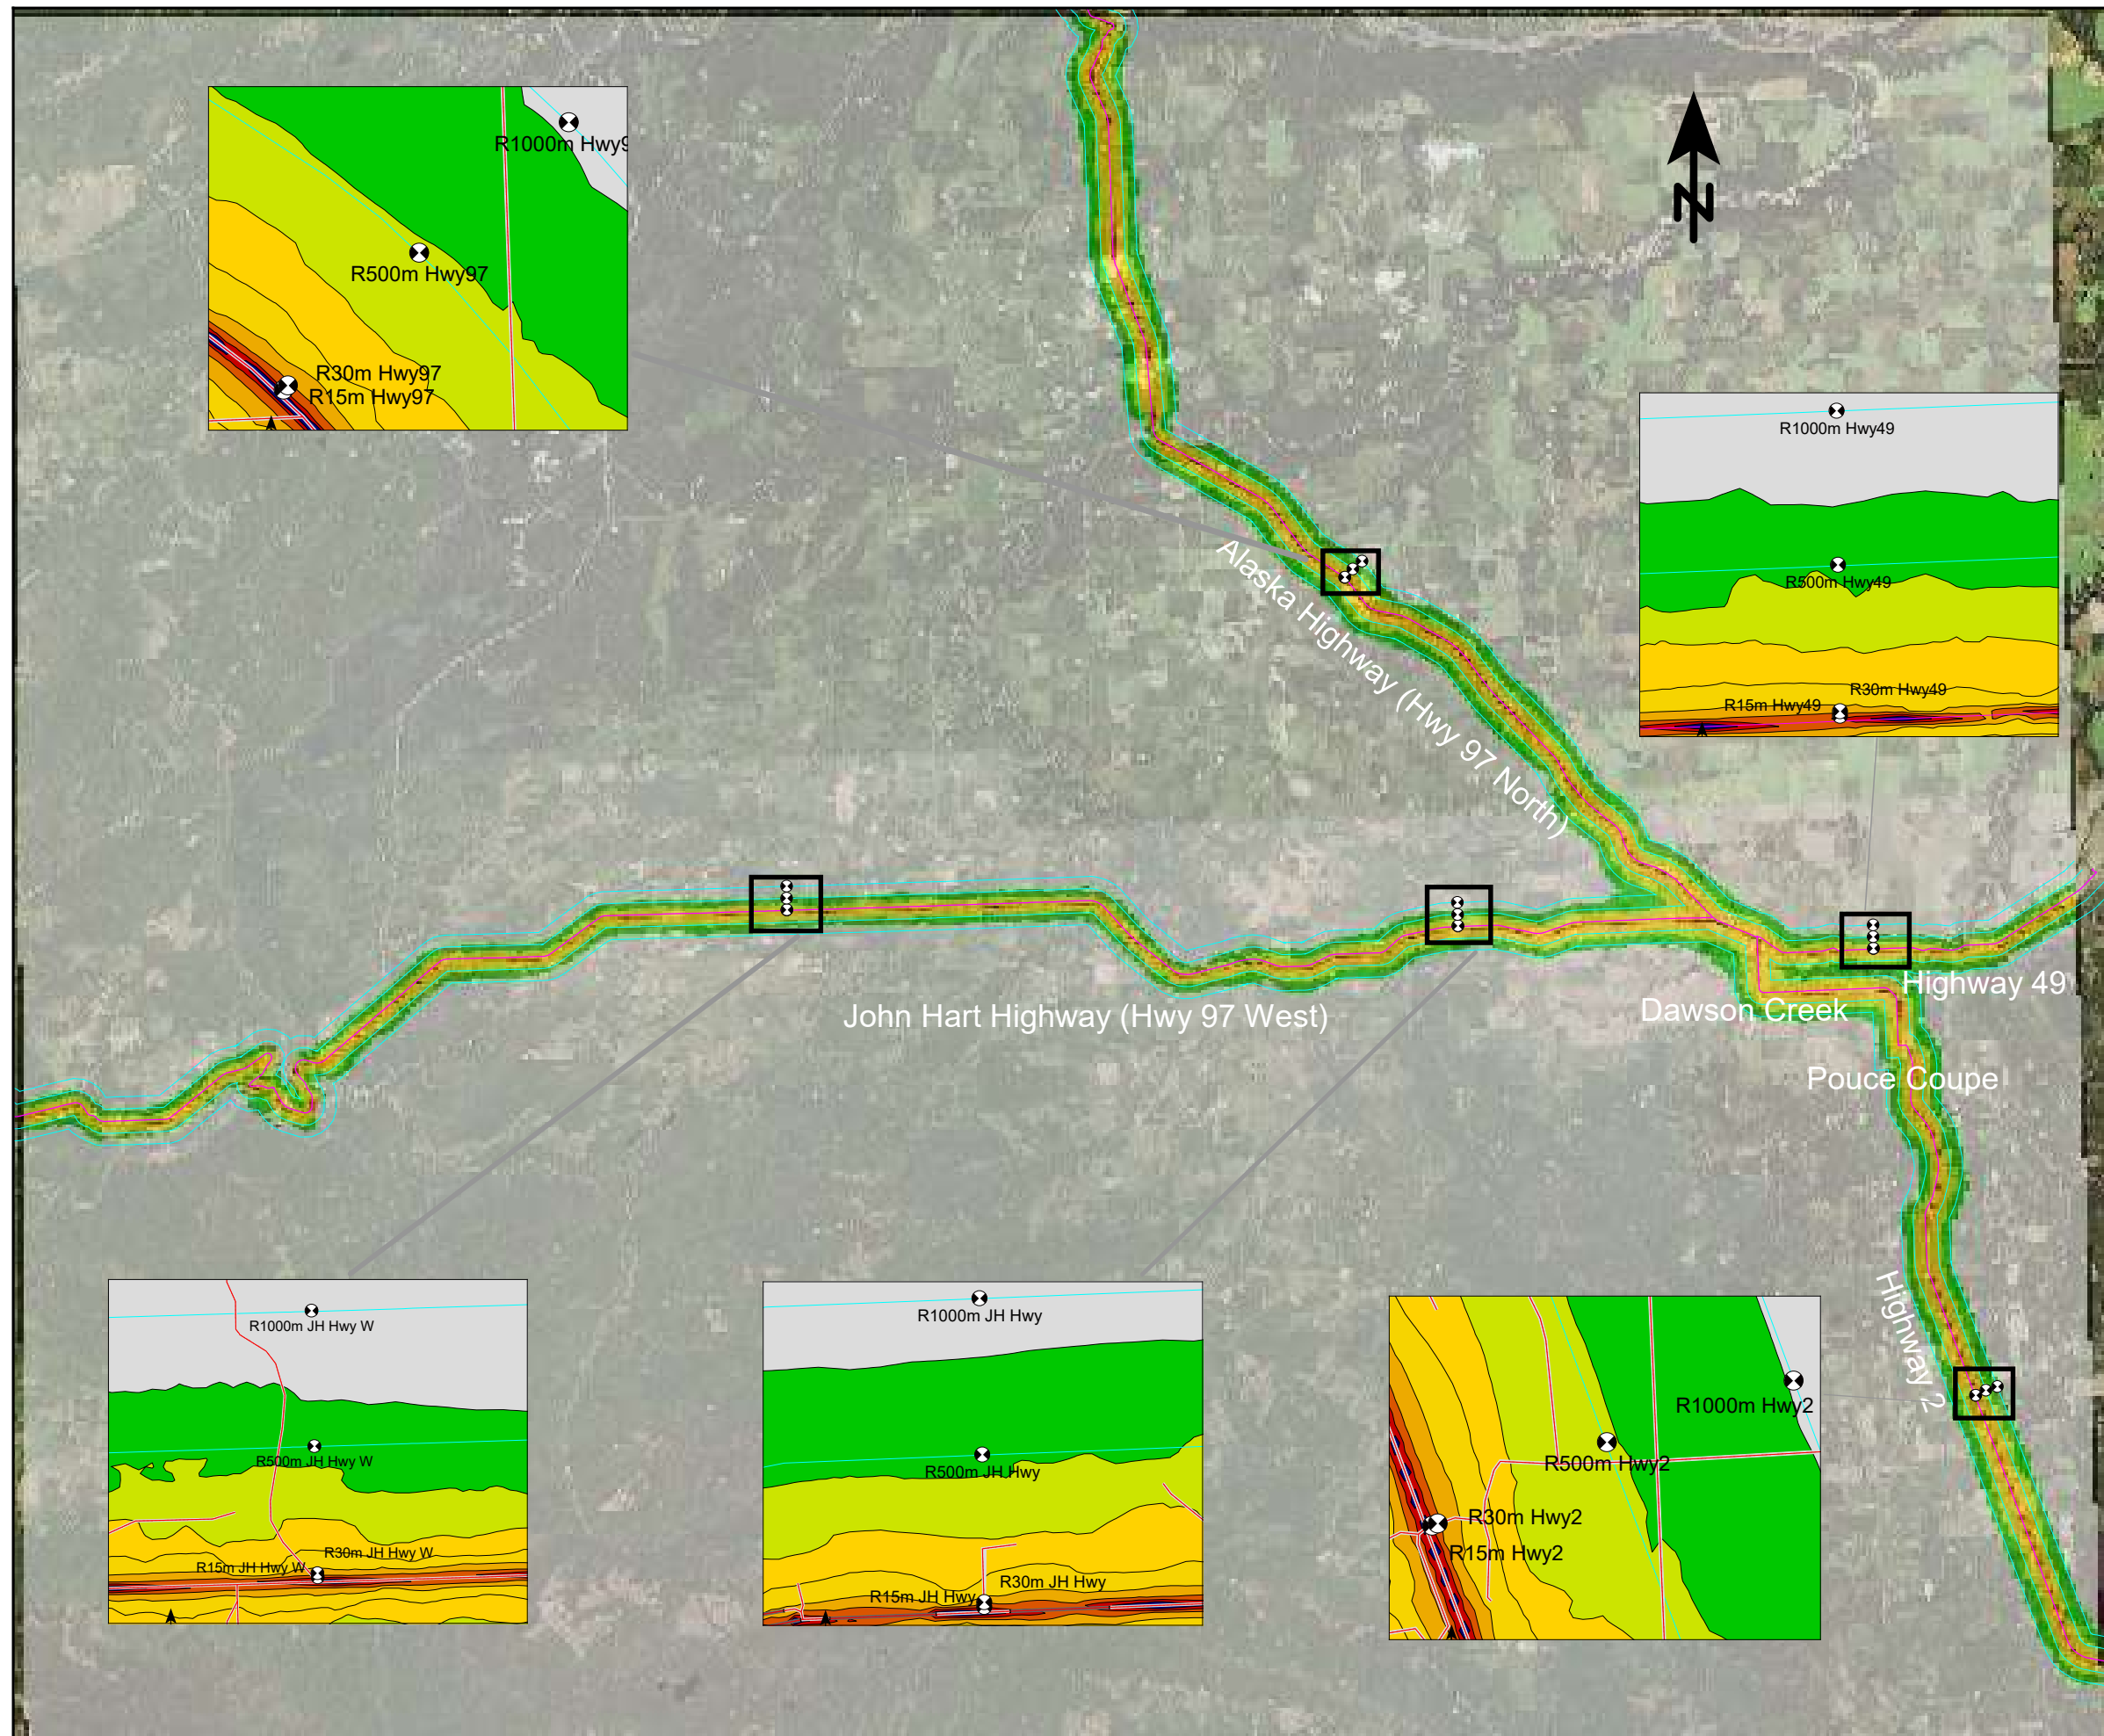 N
R1000m Hwy9
R500m Hwy97
R30m Hwy97
R15m Hwy97
R1000m Hwy49
R500m Hwy49
R30m Hwy49
R15m Hwy49
Alaska Highway (Hwy 97 North)
Highway 49
Dawson Creek
John Hart Highway (Hwy 97 West)
Pouce Coupe
Highway 2
R1000m JH Hwy W
R500m JH Hwy W
R30m JH Hwy W
R15m JH Hwy W
R1000m JH Hwy
R500m JH Hwy
R30m JH Hwy
R15m JH Hwy
R1000m Hwy2
R500m Hwy2
R30m Hwy2
R15m Hwy2